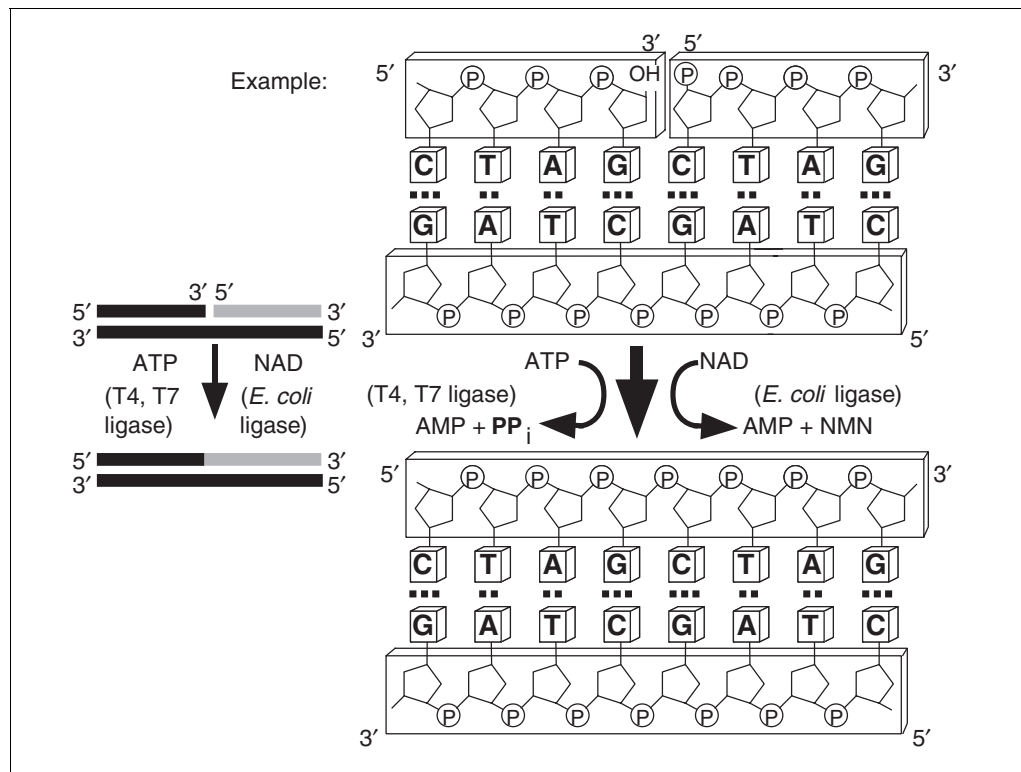 Example:
3′ 5′
5′ OH P 3′
P P P P P P
C T A G C T A G
G A T C G A T C
P P P P P P P
3′ 5′
3′ 5′
5′ 3′
3′ 5′
ATP NAD
(T4, T7 (E. coli
ligase) ligase)
5′ 3′
3′ 5′
ATP NAD
(T4, T7 ligase) (E. coli ligase)
AMP + PPi AMP + NMN
5′ 3′
P P P P P P P
C T A G C T A G
G A T C G A T C
P P P P P P P
3′ 5′